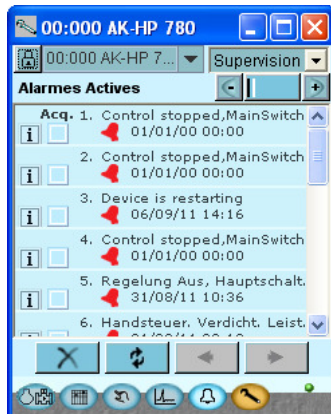 00:000 AK-HP 780
00:000 AK-HP 7...
Supervision
Alarmes Actives
Acq.
1. Control stopped,MainSwitch
01/01/00 00:00
2. Control stopped,MainSwitch
01/01/00 00:00
3. Device is restarting
06/09/11 14:16
4. Control stopped,MainSwitch
01/01/00 00:00
5. Regelung Aus, Hauptschalt.
31/08/11 10:36
6. Handsteuer. Verdicht. Leist.